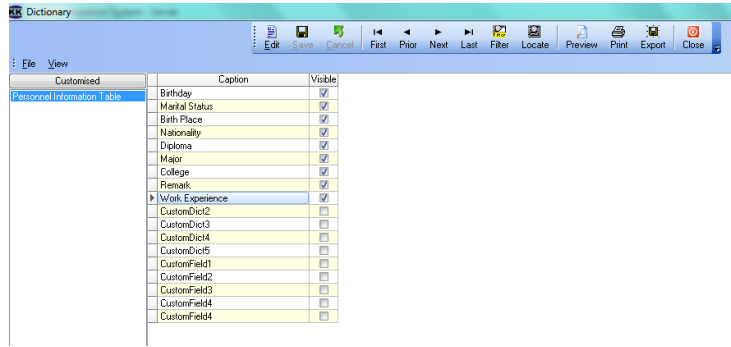 KK Dictionary
Edit Save Cancel First Prior Next Last Filter Locate Preview Print Export Close
File View
Customised Caption Visible
Personnel Information Table
Birthday
Marital Status
Birth Place
Nationality
Diploma
Major
College
Remark
Work Experience
CustomDict2
CustomDict3
CustomDict4
CustomDict5
CustomField1
CustomField2
CustomField3
CustomField4
CustomField4